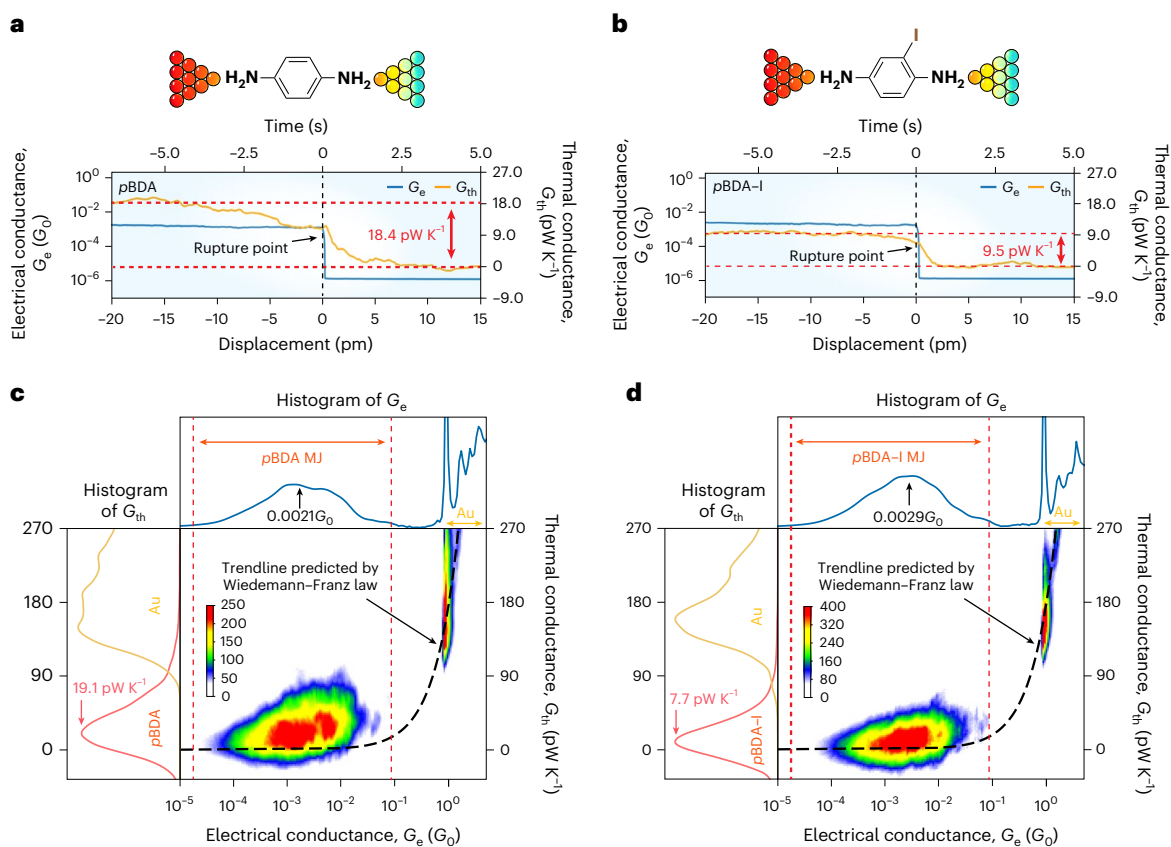 a
H₂N
NH₂
Time (s)
−5.0
−2.5
0
2.5
5.0
Electrical conductance,
Gₑ (G₀)
10⁰
10⁻²
10⁻⁴
10⁻⁶
pBDA
Gₑ
Gₜₕ
Rupture point
18.4 pW K⁻¹
27.0
18.0
9.0
0
−9.0
Thermal conductance,
Gₜₕ (pW K⁻¹)
−20
−15
−10
−5
0
5
10
15
Displacement (pm)
b
I
H₂N
NH₂
Time (s)
−5.0
−2.5
0
2.5
5.0
Electrical conductance,
Gₑ (G₀)
10⁰
10⁻²
10⁻⁴
10⁻⁶
pBDA–I
Gₑ
Gₜₕ
Rupture point
9.5 pW K⁻¹
27.0
18.0
9.0
0
−9.0
Thermal conductance,
Gₜₕ (pW K⁻¹)
−20
−15
−10
−5
0
5
10
15
Displacement (pm)
c
Histogram of Gₑ
pBDA MJ
0.0021G₀
Au
Histogram
of Gₜₕ
270
180
90
0
Au
19.1 pW K⁻¹
pBDA
Trendline predicted by
Wiedemann–Franz law
250
200
150
100
50
0
270
180
90
0
Thermal conductance, Gₜₕ (pW K⁻¹)
10⁻⁵
10⁻⁴
10⁻³
10⁻²
10⁻¹
10⁰
Electrical conductance, Gₑ (G₀)
d
Histogram of Gₑ
pBDA–I MJ
0.0029G₀
Au
Histogram
of Gₜₕ
270
180
90
0
Au
7.7 pW K⁻¹
pBDA–I
Trendline predicted by
Wiedemann–Franz law
400
320
240
160
80
0
270
180
90
0
Thermal conductance, Gₜₕ (pW K⁻¹)
10⁻⁵
10⁻⁴
10⁻³
10⁻²
10⁻¹
10⁰
Electrical conductance, Gₑ (G₀)